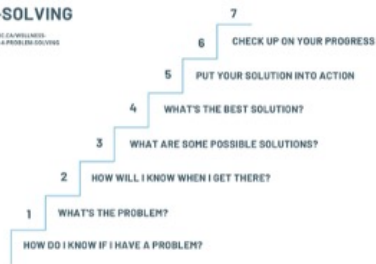 -SOLVING
7
6 CHECK UP ON YOUR PROGRESS
5 PUT YOUR SOLUTION INTO ACTION
4 WHAT'S THE BEST SOLUTION?
3 WHAT ARE SOME POSSIBLE SOLUTIONS?
2 HOW WILL I KNOW WHEN I GET THERE?
1 WHAT'S THE PROBLEM?
HOW DO I KNOW IF I HAVE A PROBLEM?